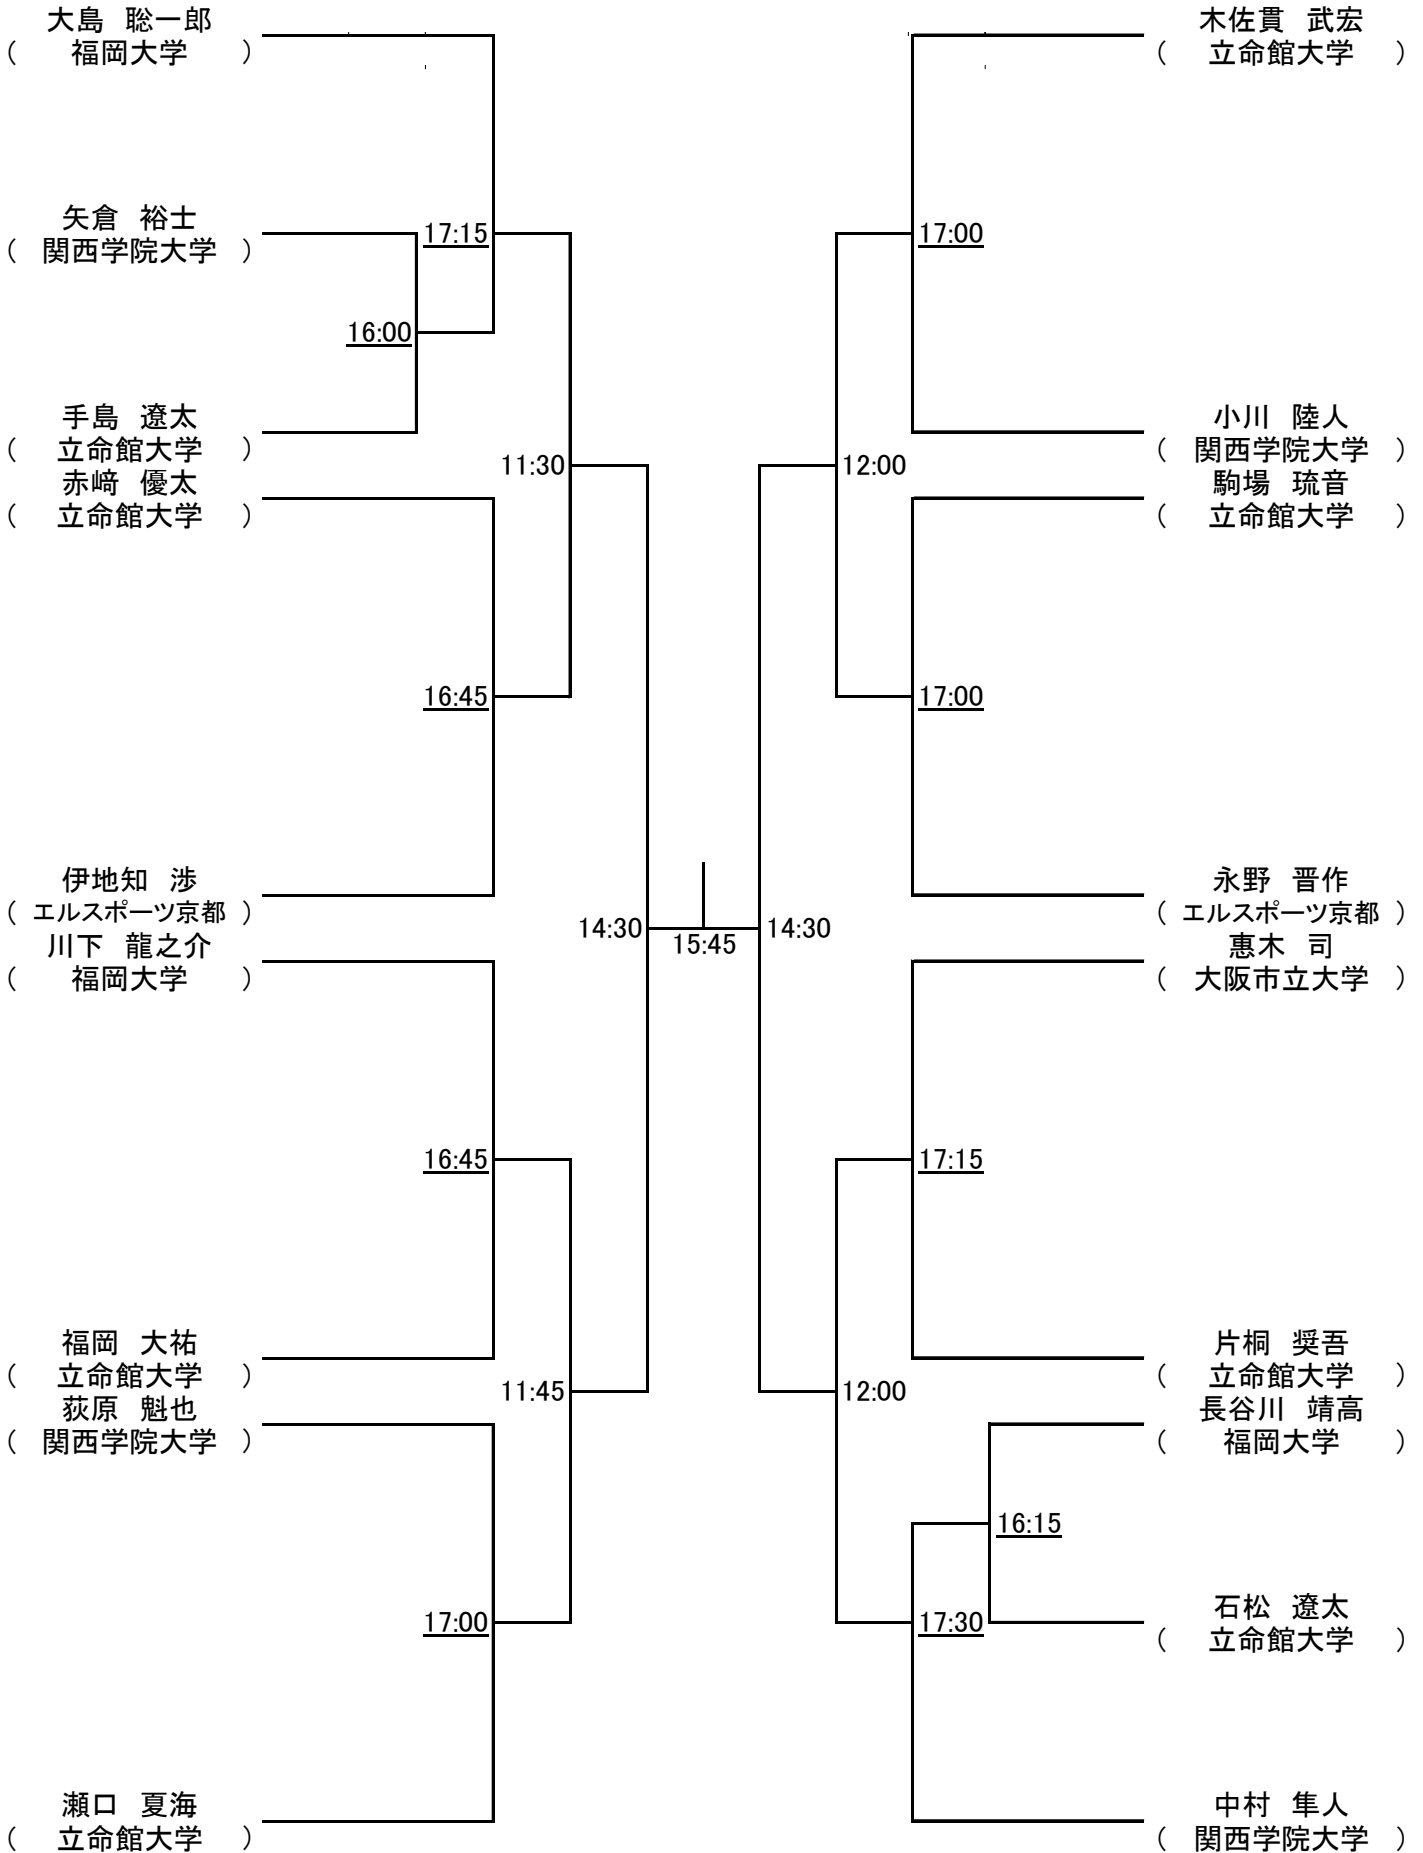 大島　聡一郎
（　福岡大学　）
矢倉　裕士
（　関西学院大学　）
17:15
16:00
手島　遼太
（　立命館大学　）
赤﨑　優太
（　立命館大学　）
11:30
16:45
伊地知　渉
（　エルスポーツ京都　）
川下　龍之介
（　福岡大学　）
14:30
15:45
16:45
福岡　大祐
（　立命館大学　）
荻原　魁也
（　関西学院大学　）
11:45
17:00
瀬口　夏海
（　立命館大学　）
木佐貫　武宏
（　立命館大学　）
17:00
小川　陸人
（　関西学院大学　）
駒場　琉音
（　立命館大学　）
12:00
17:00
永野　晋作
（　エルスポーツ京都　）
惠木　司
（　大阪市立大学　）
14:30
17:15
片桐　奨吾
（　立命館大学　）
長谷川　靖高
（　福岡大学　）
12:00
16:15
石松　遼太
（　立命館大学　）
17:30
中村　隼人
（　関西学院大学　）